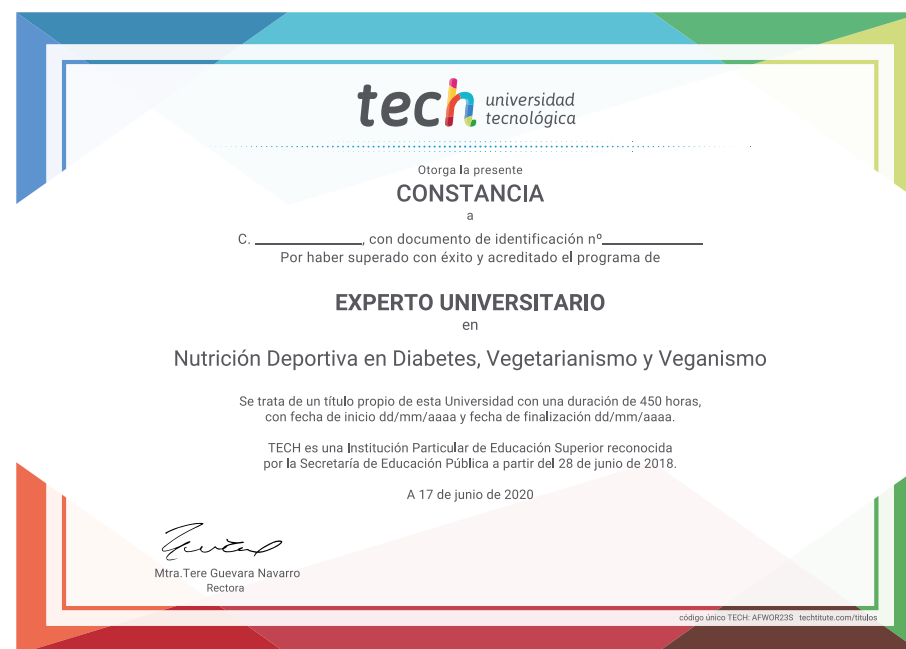 tech universidad
tecnológica
Otorga la presente
CONSTANCIA
a
C. ______________, con documento de identificación nº_____________
Por haber superado con éxito y acreditado el programa de
EXPERTO UNIVERSITARIO
en
Nutrición Deportiva en Diabetes, Vegetarianismo y Veganismo
Se trata de un título propio de esta Universidad con una duración de 450 horas,
con fecha de inicio dd/mm/aaaa y fecha de finalización dd/mm/aaaa.
TECH es una Institución Particular de Educación Superior reconocida
por la Secretaría de Educación Pública a partir del 28 de junio de 2018.
A 17 de junio de 2020
Mtra.Tere Guevara Navarro
Rectora
código único TECH: AFWOR23S techtitute.com/titulos